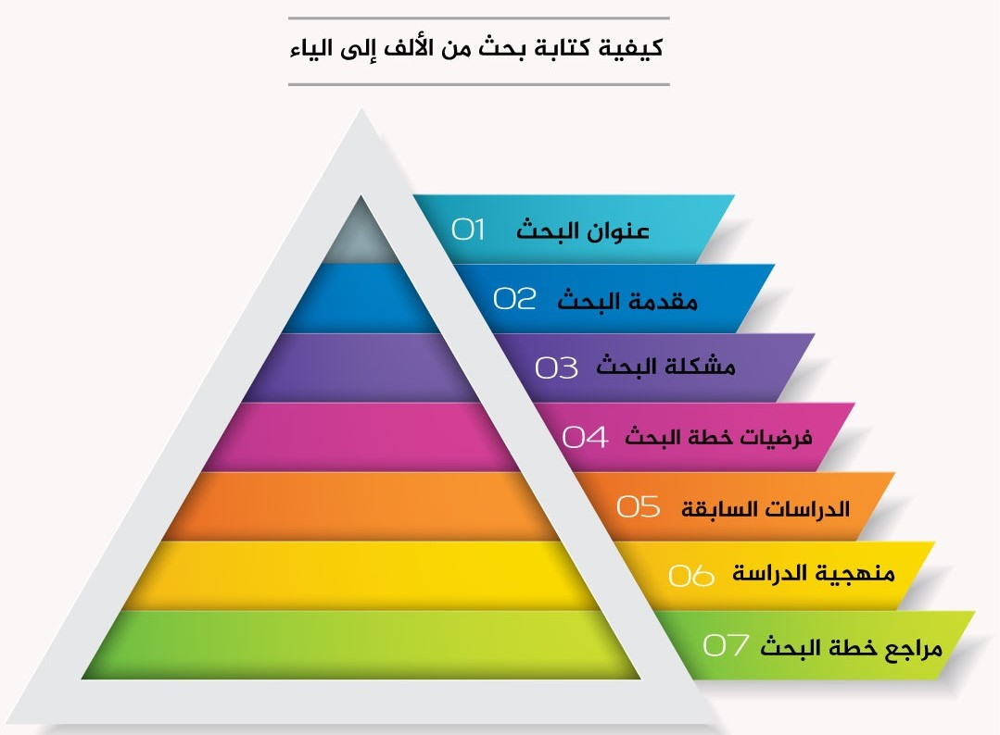 كيفية كتابة بحث من الألف إلى الياء
01 عنوان البحث
02 مقدمة البحث
03 مشكلة البحث
04 فرضيات خطة البحث
05 الدراسات السابقة
06 منهجية الدراسة
07 مراجع خطة البحث